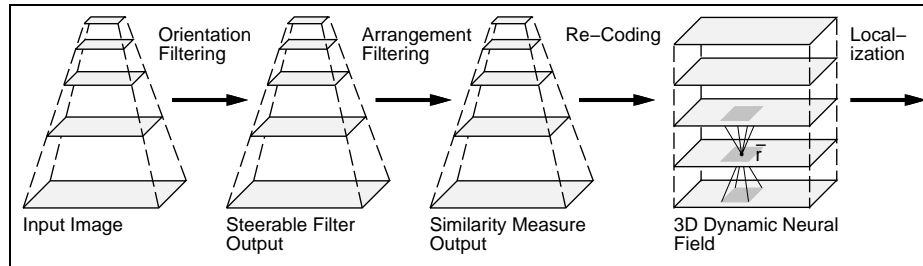 Orientation
Filtering
Arrangement
Filtering
Re–Coding
Local–
ization
r
Input Image
Steerable Filter
Output
Similarity Measure
Output
3D Dynamic Neural
Field